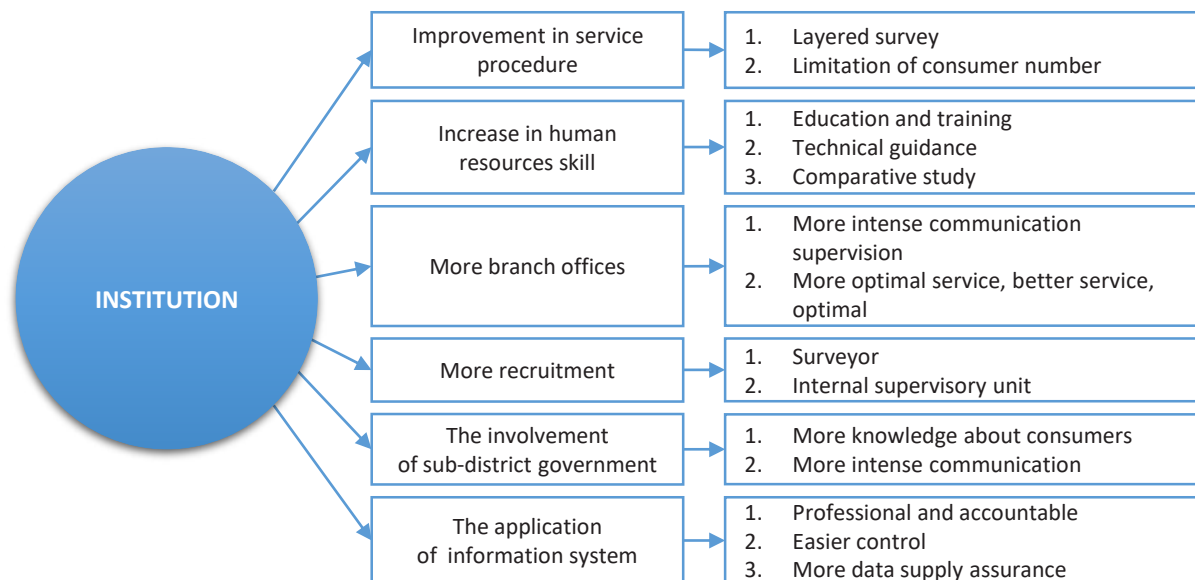 Improvement in service
procedure
1. Layered survey
2. Limitation of consumer number
Increase in human
resources skill
1. Education and training
2. Technical guidance
3. Comparative study
INSTITUTION
More branch offices
1. More intense communication
supervision
2. More optimal service, better service,
optimal
More recruitment
1. Surveyor
2. Internal supervisory unit
The involvement
of sub-district government
1. More knowledge about consumers
2. More intense communication
The application
of information system
1. Professional and accountable
2. Easier control
3. More data supply assurance